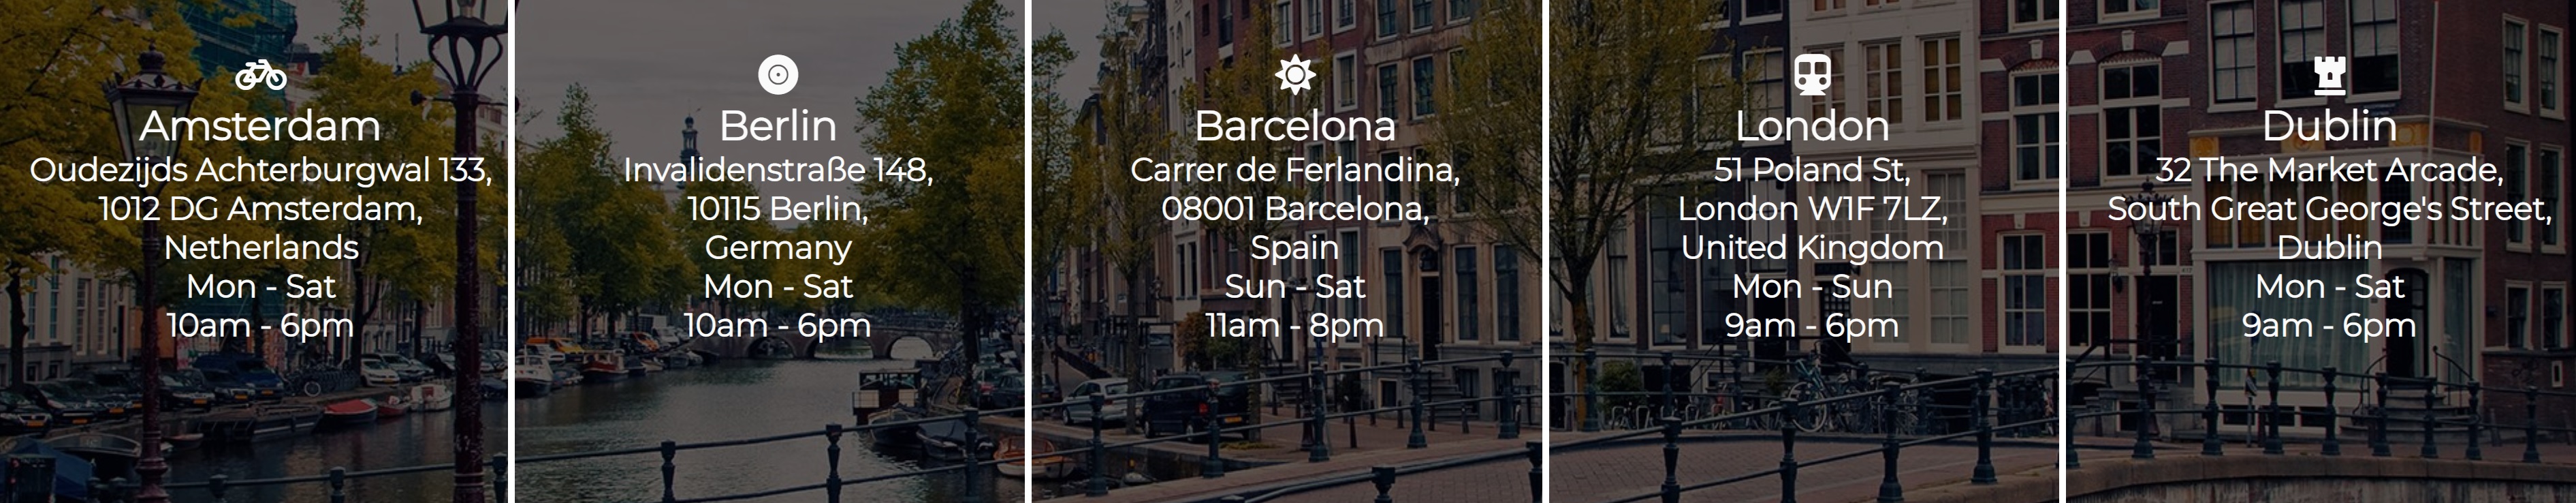 Amsterdam
Oudezijds Achterburgwal 133,
1012 DG Amsterdam,
Netherlands
Mon - Sat
10am - 6pm
Berlin
Invalidenstraße 148,
10115 Berlin,
Germany
Mon - Sat
10am - 6pm
Barcelona
Carrer de Ferlandina,
08001 Barcelona,
Spain
Sun - Sat
11am - 8pm
London
51 Poland St,
London W1F 7LZ,
United Kingdom
Mon - Sun
9am - 6pm
Dublin
32 The Market Arcade,
South Great George's Street,
Dublin
Mon - Sat
9am - 6pm